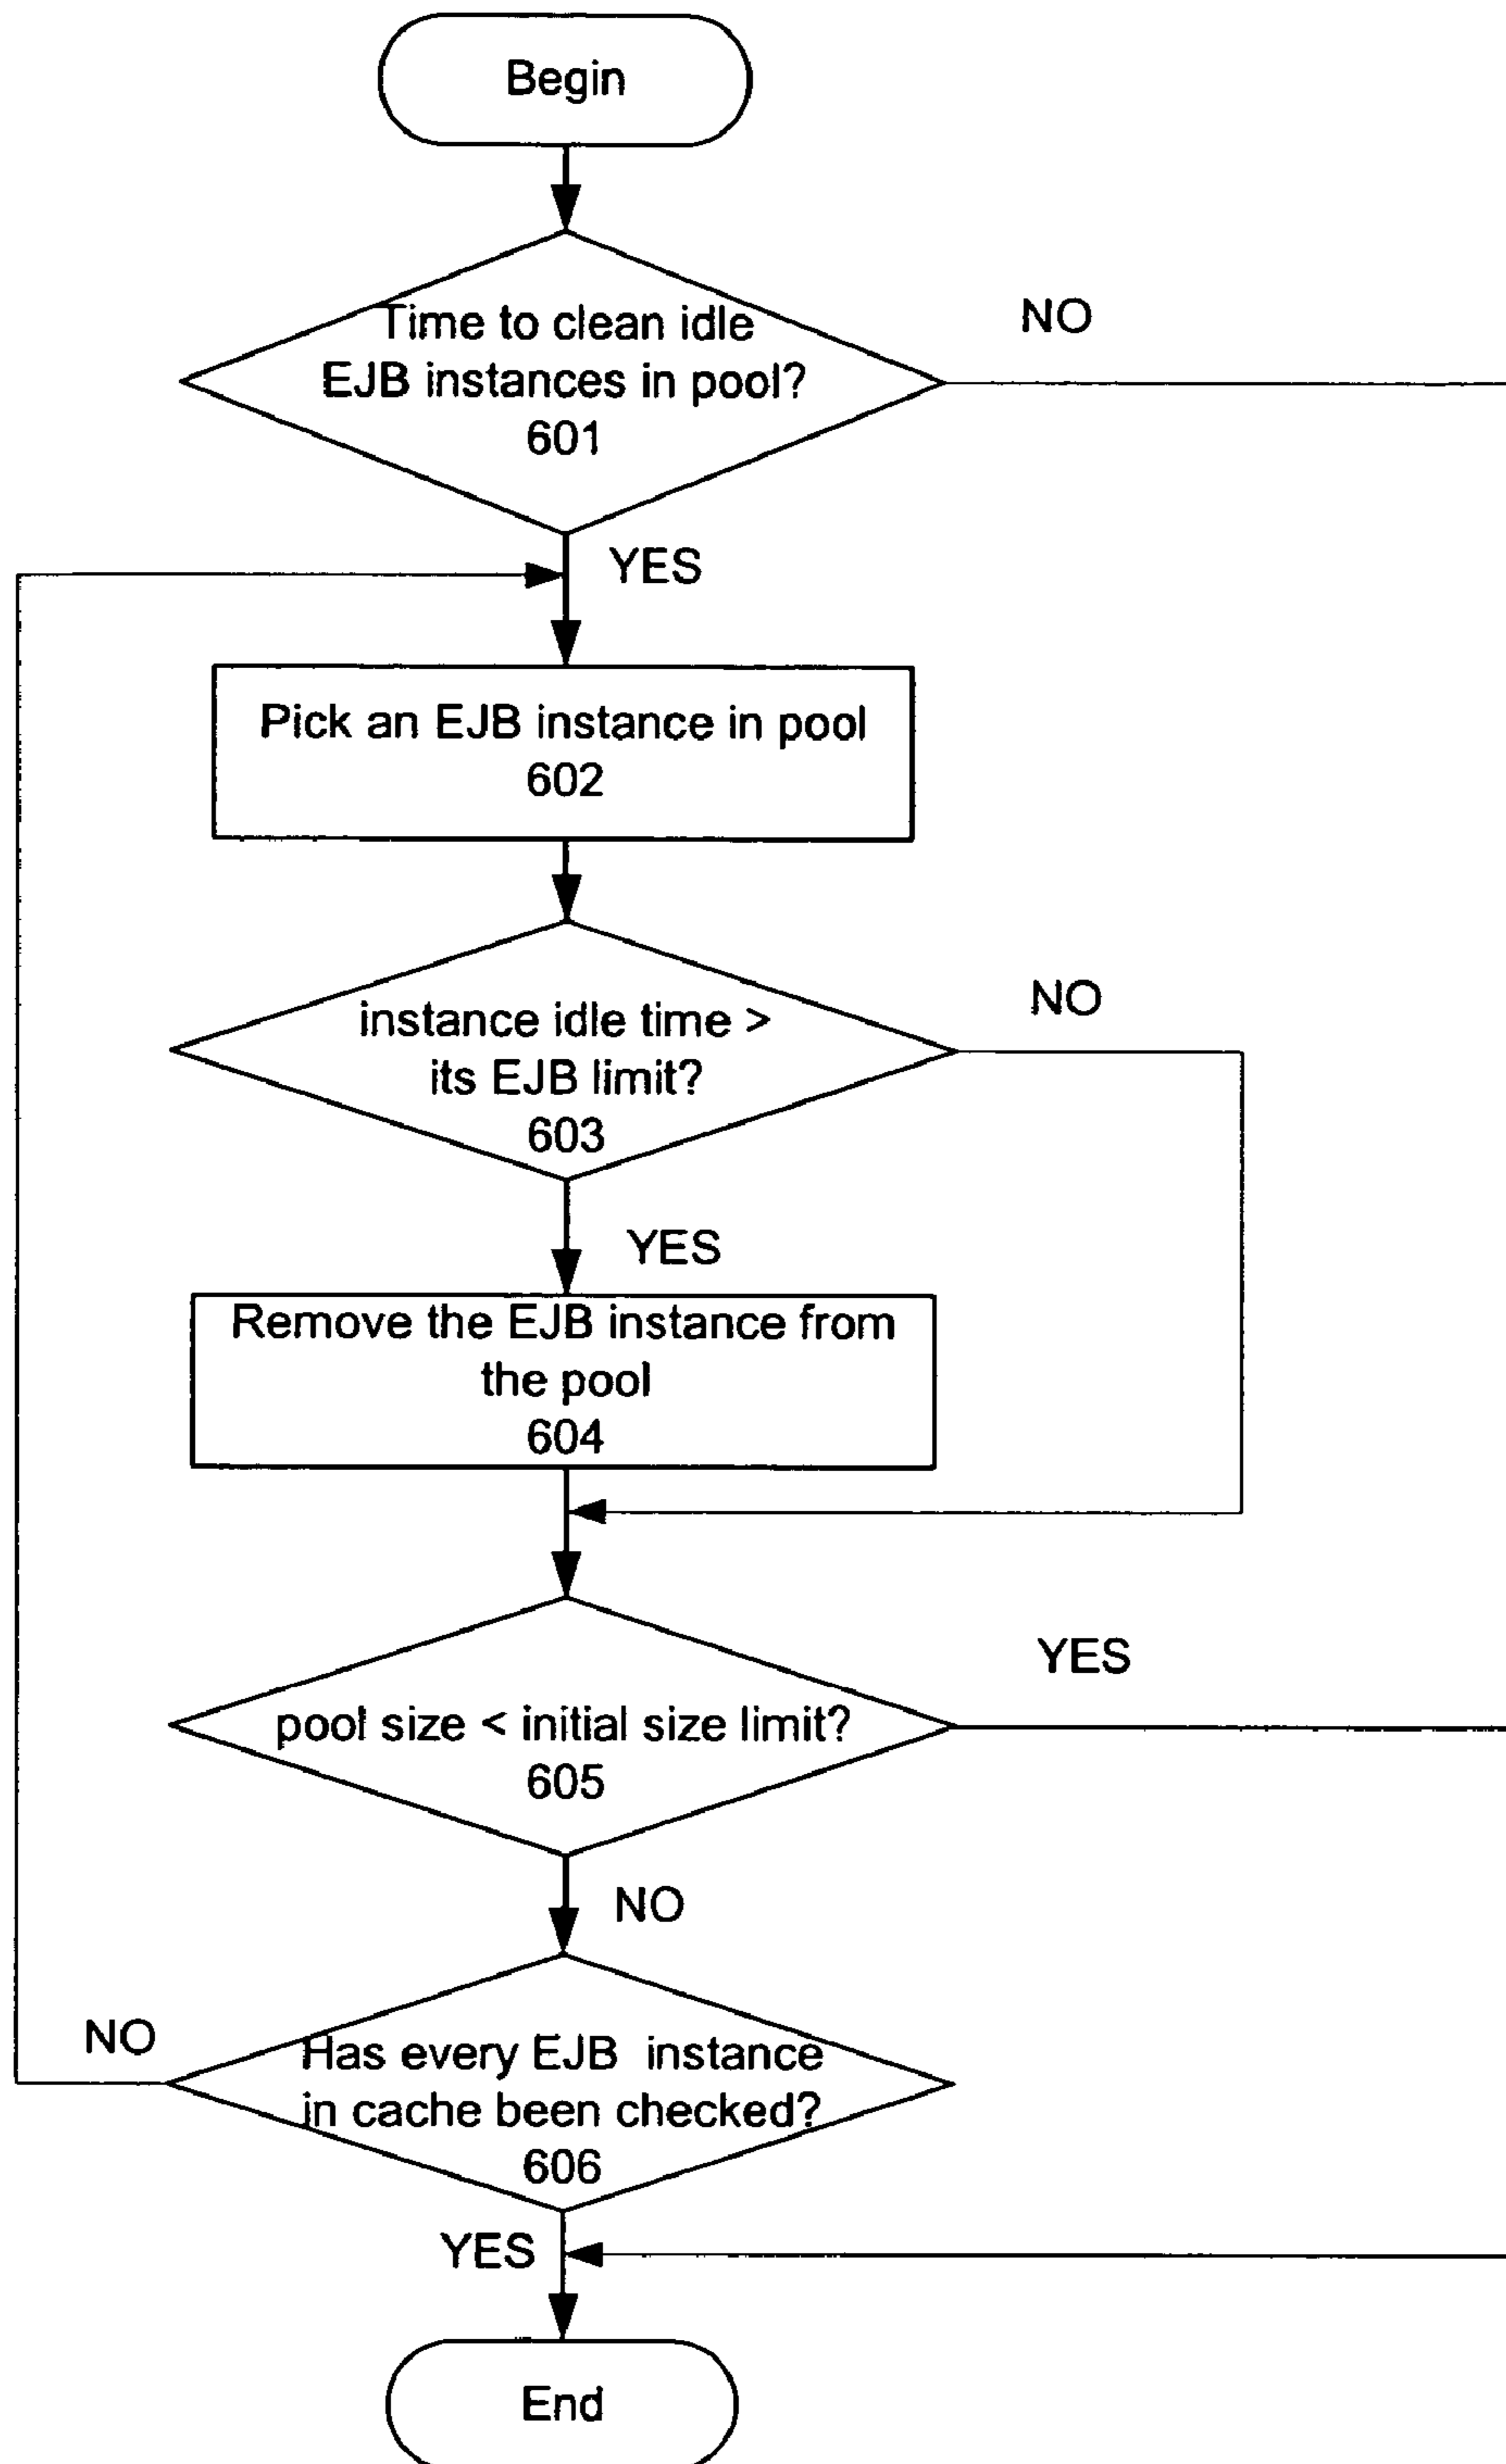 Begin
Time to clean idle
EJB instances in pool?
601
NO
YES
Pick an EJB instance in pool
602
instance idle time >
its EJB limit?
603
NO
YES
Remove the EJB instance from
the pool
604
pool size < initial size limit?
605
YES
NO
Has every EJB instance
in cache been checked?
606
NO
YES
End